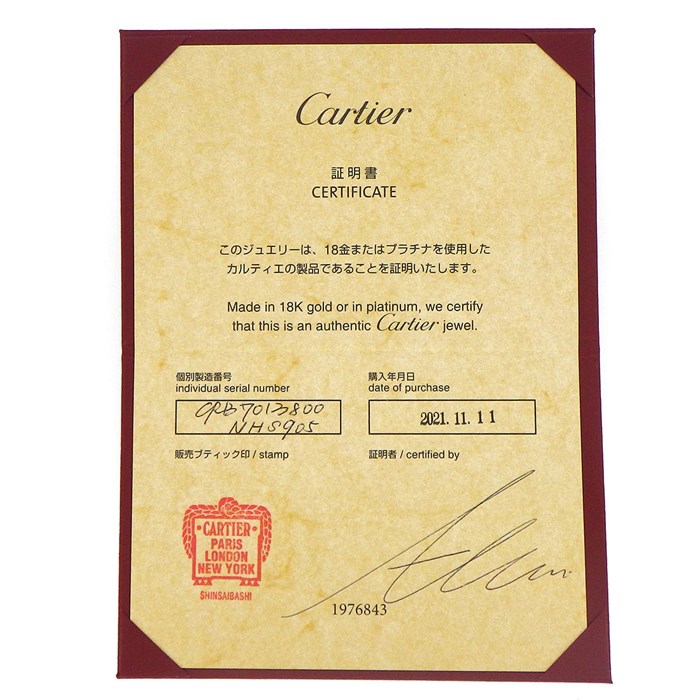 Cartier
証明書
CERTIFICATE
このジュエリーは、18金またはプラチナを使用した
カルティエの製品であることを証明いたします。
Made in 18K gold or in platinum, we certify
that this is an authentic Cartier jewel.
個別製造番号
individual serial number
CRB7013800
NHS905
購入年月日
date of purchase
2021.11.11
販売ブティック印 / stamp
証明者 / certified by
CARTIER
PARIS
LONDON
NEW YORK
SHINSAIBASHI
1976843